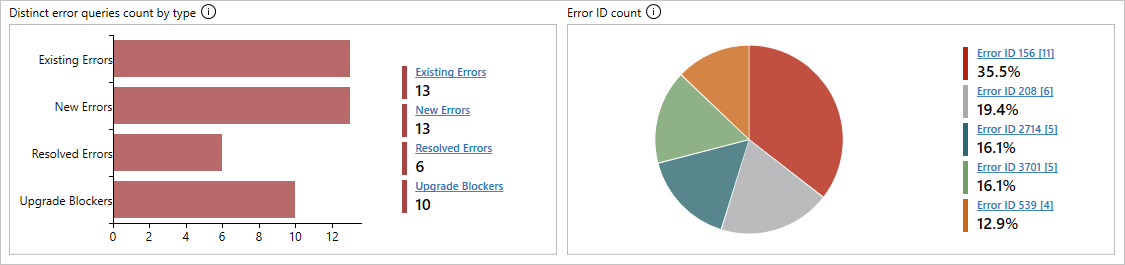 Distinct error queries count by type
Existing Errors
New Errors
Resolved Errors
Upgrade Blockers
0 2 4 6 8 10 12
Existing Errors
13
New Errors
13
Resolved Errors
6
Upgrade Blockers
10
Error ID count
Error ID 156 [11]
35.5%
Error ID 208 [6]
19.4%
Error ID 2714 [5]
16.1%
Error ID 3701 [5]
16.1%
Error ID 539 [4]
12.9%